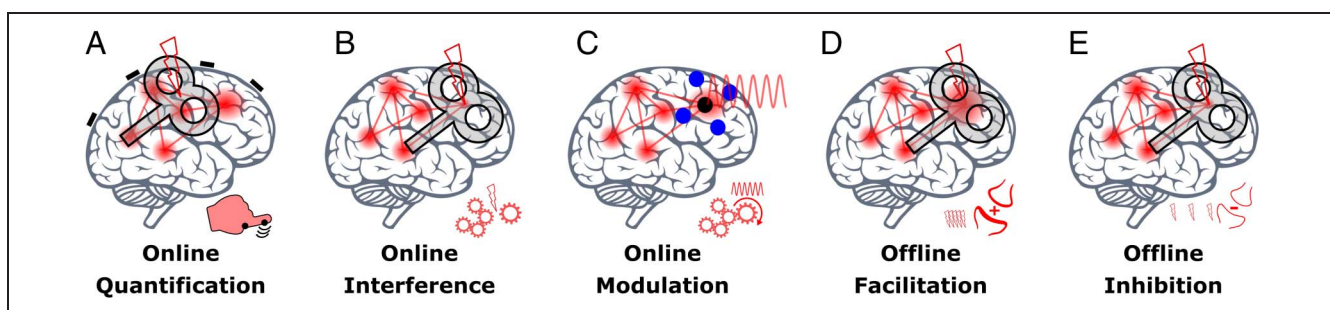 A
B
C
D
E
Online
Quantification
Online
Interference
Online
Modulation
Offline
Facilitation
Offline
Inhibition